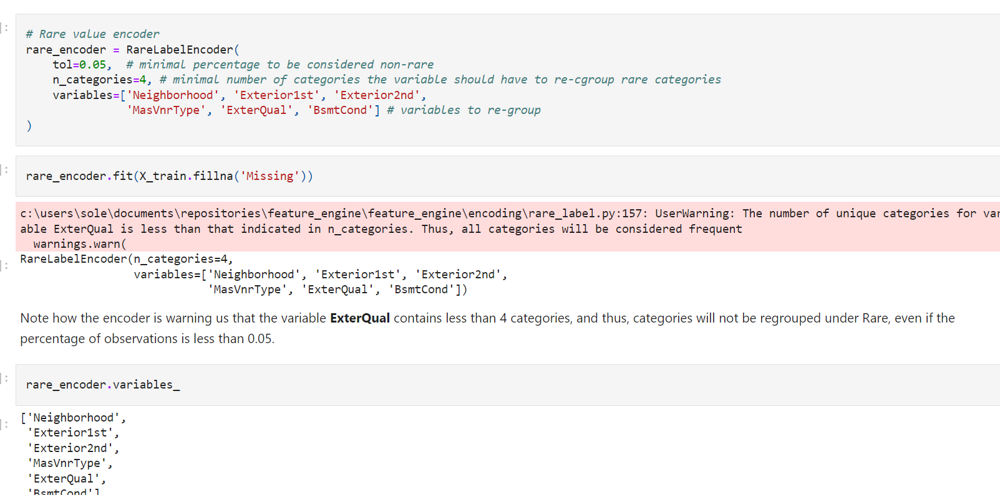 ]:
# Rare value encoder
rare_encoder = RareLabelEncoder(
    tol=0.05,  # minimal percentage to be considered non-rare
    n_categories=4, # minimal number of categories the variable should have to re-cgroup rare categories
    variables=['Neighborhood', 'Exterior1st', 'Exterior2nd',
               'MasVnrType', 'ExterQual', 'BsmtCond'] # variables to re-group
)
]:
rare_encoder.fit(X_train.fillna('Missing'))
c:\users\sole\documents\repositories\feature_engine\feature_engine\encoding\rare_label.py:157: UserWarning: The number of unique categories for var
able ExterQual is less than that indicated in n_categories. Thus, all categories will be considered frequent
  warnings.warn(
]:
RareLabelEncoder(n_categories=4,
                 variables=['Neighborhood', 'Exterior1st', 'Exterior2nd',
                            'MasVnrType', 'ExterQual', 'BsmtCond'])
Note how the encoder is warning us that the variable ExterQual contains less than 4 categories, and thus, categories will not be regrouped under Rare, even if the
percentage of observations is less than 0.05.
]:
rare_encoder.variables_
]:
['Neighborhood',
 'Exterior1st',
 'Exterior2nd',
 'MasVnrType',
 'ExterQual',
 'BsmtCond']